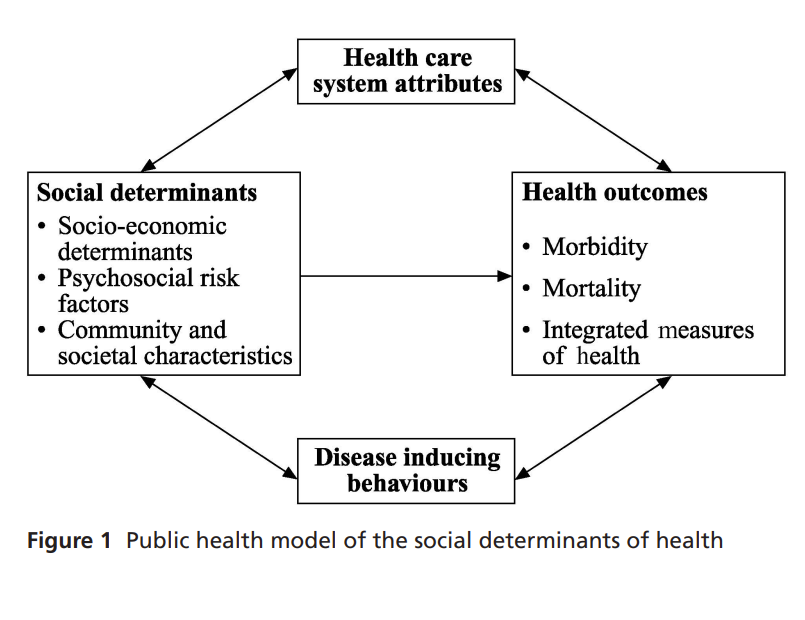 Health care
system attributes
Social determinants
• Socio-economic
determinants
• Psychosocial risk
factors
• Community and
societal characteristics
Health outcomes
• Morbidity
• Mortality
• Integrated measures
of health
Disease inducing
behaviours
Figure 1 Public health model of the social determinants of health